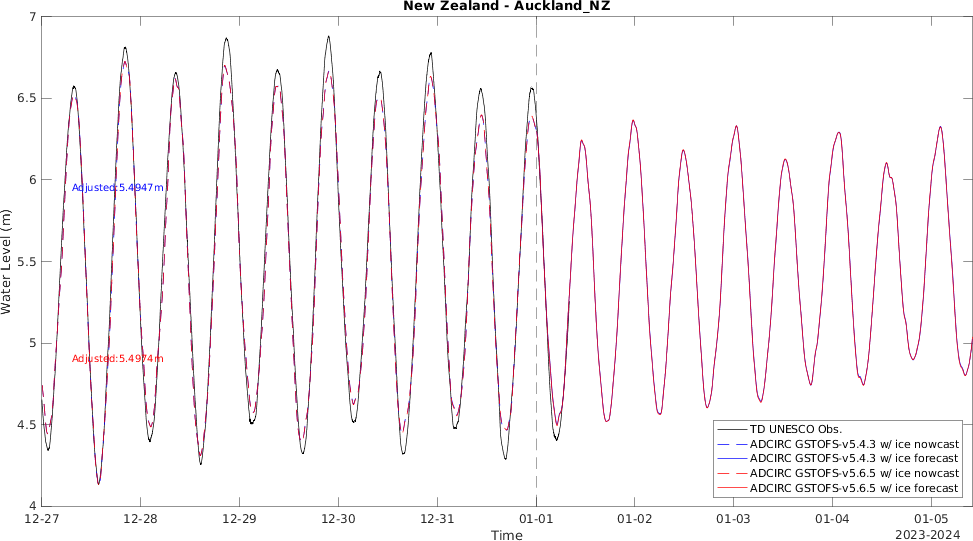 New Zealand - Auckland_NZ
7
6.5
6
5.5
5
4.5
4
Water Level (m)
Adjusted:5.4947m
Adjusted:5.4974m
TD UNESCO Obs.
ADCIRC GSTOFS-v5.4.3 w/ ice nowcast
ADCIRC GSTOFS-v5.4.3 w/ ice forecast
ADCIRC GSTOFS-v5.6.5 w/ ice nowcast
ADCIRC GSTOFS-v5.6.5 w/ ice forecast
12-27 12-28 12-29 12-30 12-31 01-01 01-02 01-03 01-04 01-05
Time
2023-2024